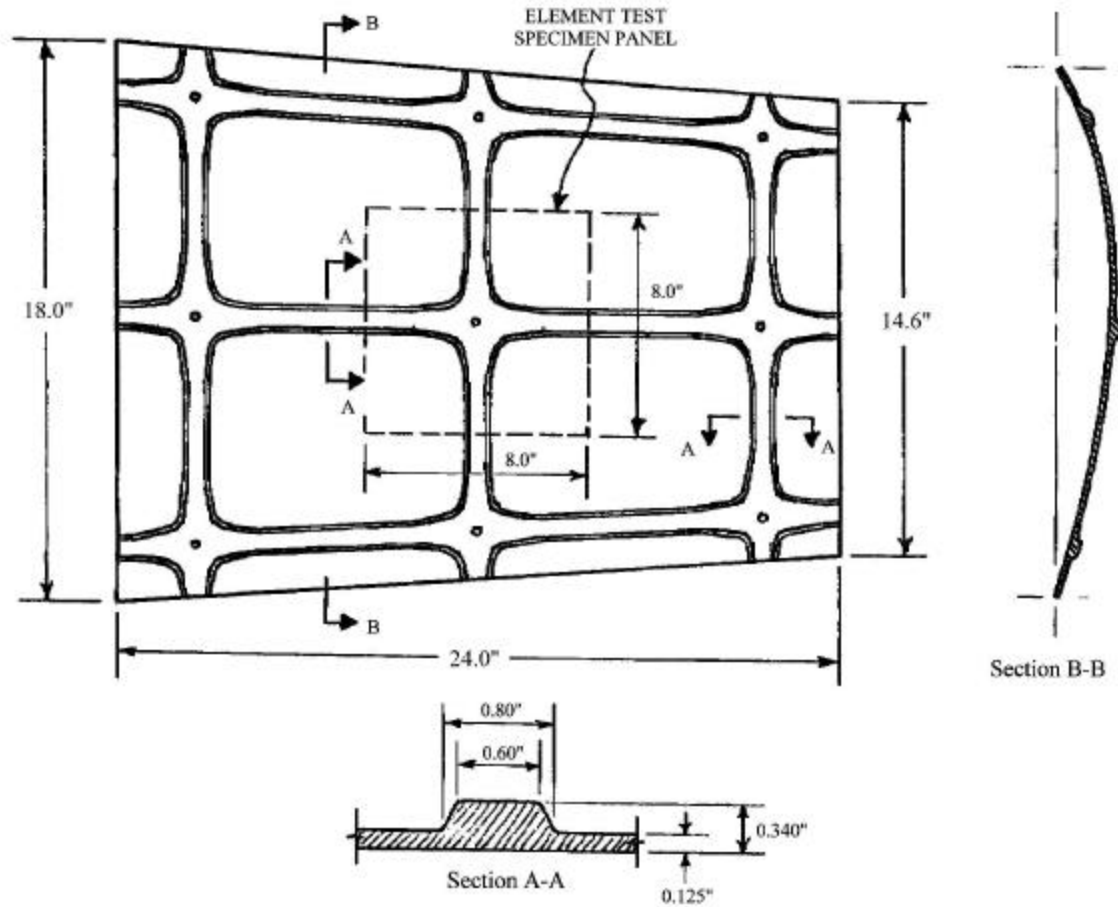 B
ELEMENT TEST
SPECIMEN PANEL
A
8.0"
18.0"
14.6"
A
A
A
8.0"
B
24.0"
Section B-B
0.80"
0.60"
0.340"
Section A-A
0.125"